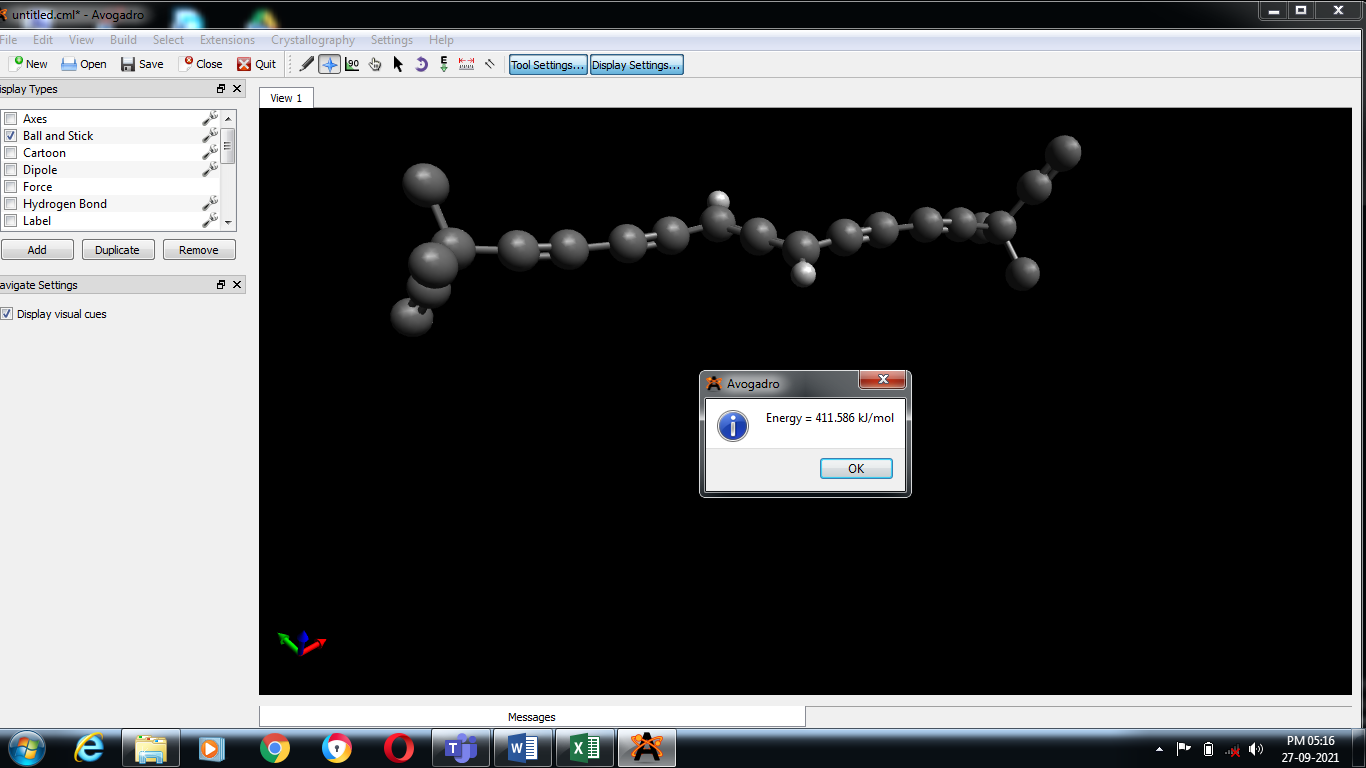 untitled.cml* - Avogadro
File Edit View Build Select Extensions Crystallography Settings Help
New Open Save Close Quit 90 E Tool Settings... Display Settings...
isplay Types
View 1
Axes
Ball and Stick
Cartoon
Dipole
Force
Hydrogen Bond
Label
Add Duplicate Remove
avigate Settings
Display visual cues
Avogadro
Energy = 411.586 kJ/mol
OK
Messages
PM 05:16
27-09-2021